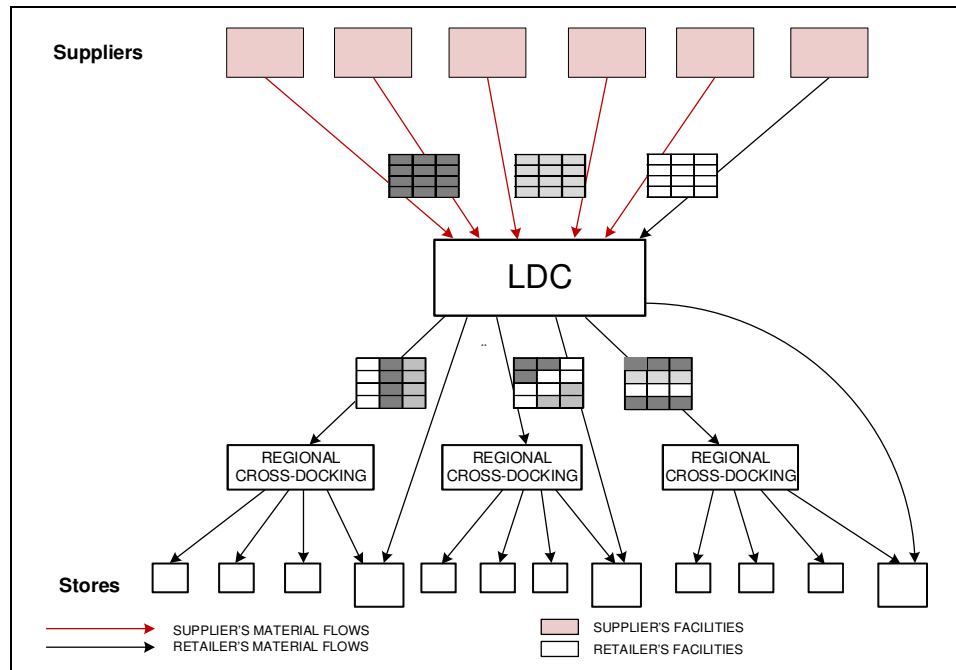 Suppliers
LDC
..
REGIONAL
CROSS-DOCKING
REGIONAL
CROSS-DOCKING
REGIONAL
CROSS-DOCKING
Stores
SUPPLIER'S MATERIAL FLOWS
RETAILER'S MATERIAL FLOWS
SUPPLIER'S FACILITIES
RETAILER'S FACILITIES